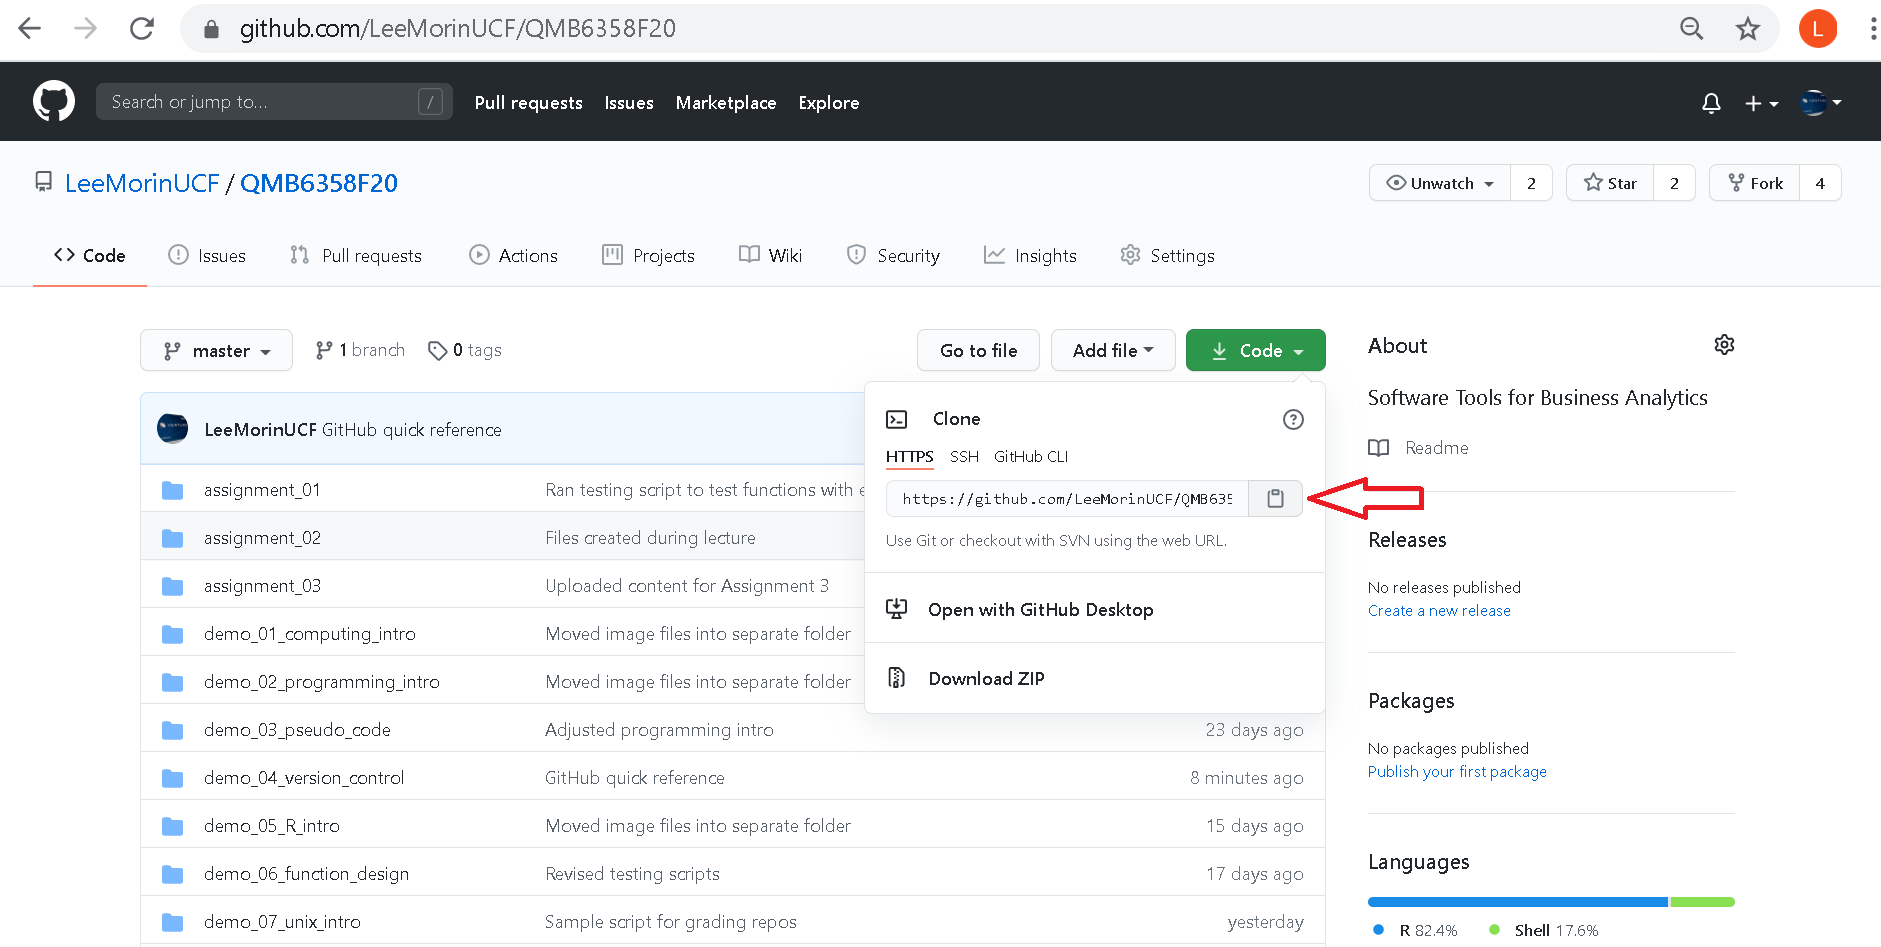 github.com/LeeMorinUCF/QMB6358F20
L
Search or jump to...
/
Pull requests
Issues
Marketplace
Explore
LeeMorinUCF / QMB6358F20
Unwatch 2
Star 2
Fork 4
Code
Issues
Pull requests
Actions
Projects
Wiki
Security
Insights
Settings
master
1 branch
0 tags
Go to file
Add file
Code
LeeMorinUCF GitHub quick reference
assignment_01 Ran testing script to test functions with e
assignment_02 Files created during lecture
assignment_03 Uploaded content for Assignment 3
demo_01_computing_intro Moved image files into separate folder
demo_02_programming_intro Moved image files into separate folder
demo_03_pseudo_code Adjusted programming intro 23 days ago
demo_04_version_control GitHub quick reference 8 minutes ago
demo_05_R_intro Moved image files into separate folder 15 days ago
demo_06_function_design Revised testing scripts 17 days ago
demo_07_unix_intro Sample script for grading repos yesterday
Clone
HTTPS SSH GitHub CLI
https://github.com/LeeMorinUCF/QMB635
Use Git or checkout with SVN using the web URL.
Open with GitHub Desktop
Download ZIP
About
Software Tools for Business Analytics
Readme
Releases
No releases published
Create a new release
Packages
No packages published
Publish your first package
Languages
R 82.4% Shell 17.6%